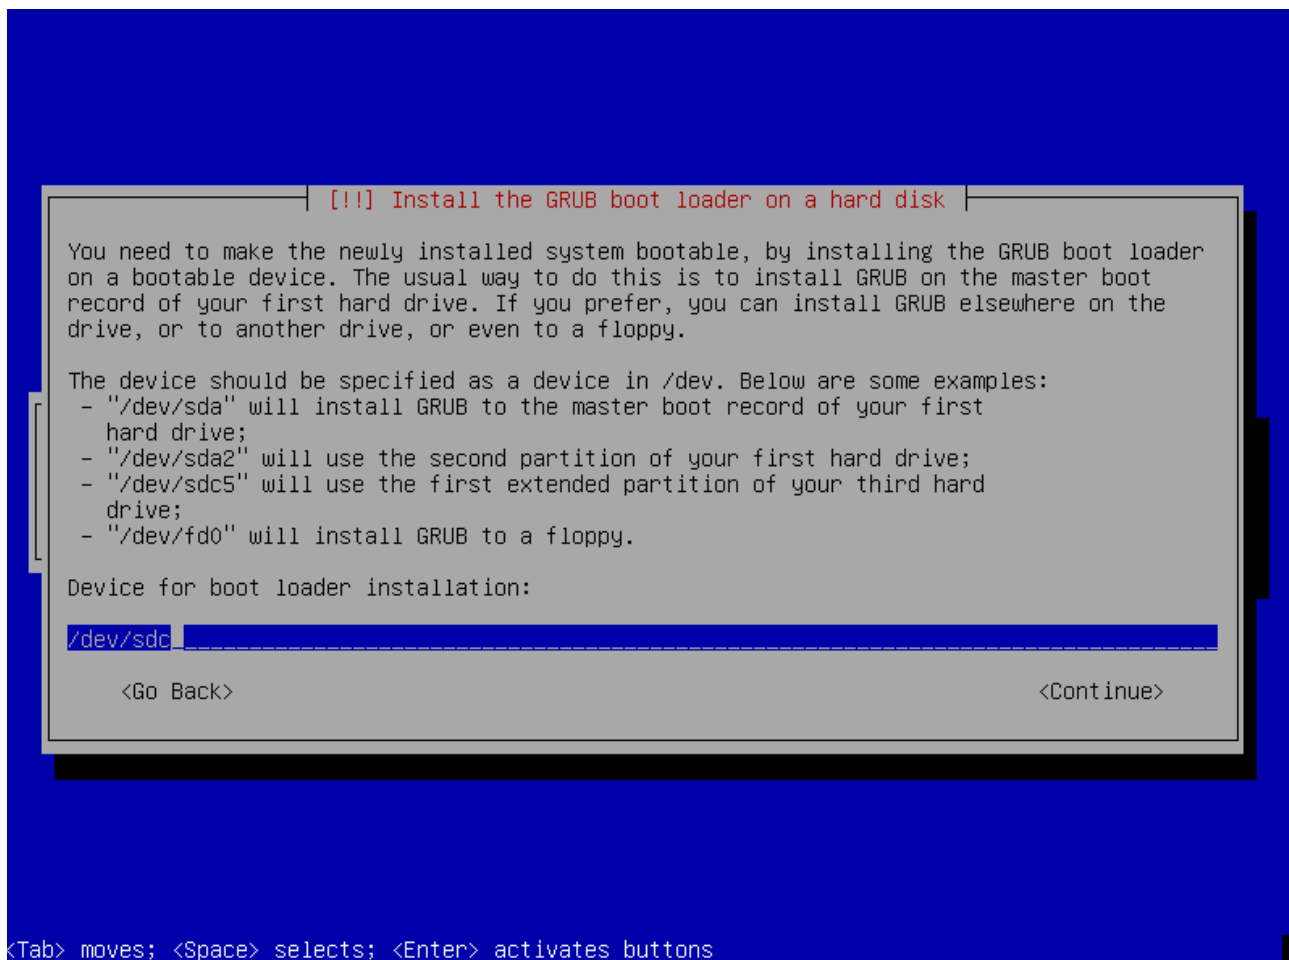 [!!] Install the GRUB boot loader on a hard disk
You need to make the newly installed system bootable, by installing the GRUB boot loader
on a bootable device. The usual way to do this is to install GRUB on the master boot
record of your first hard drive. If you prefer, you can install GRUB elsewhere on the
drive, or to another drive, or even to a floppy.
The device should be specified as a device in /dev. Below are some examples:
- "/dev/sda" will install GRUB to the master boot record of your first
hard drive;
- "/dev/sda2" will use the second partition of your first hard drive;
- "/dev/sdc5" will use the first extended partition of your third hard
drive;
- "/dev/fd0" will install GRUB to a floppy.
Device for boot loader installation:
/dev/sdc
<Go Back> <Continue>
<Tab> moves; <Space> selects; <Enter> activates buttons